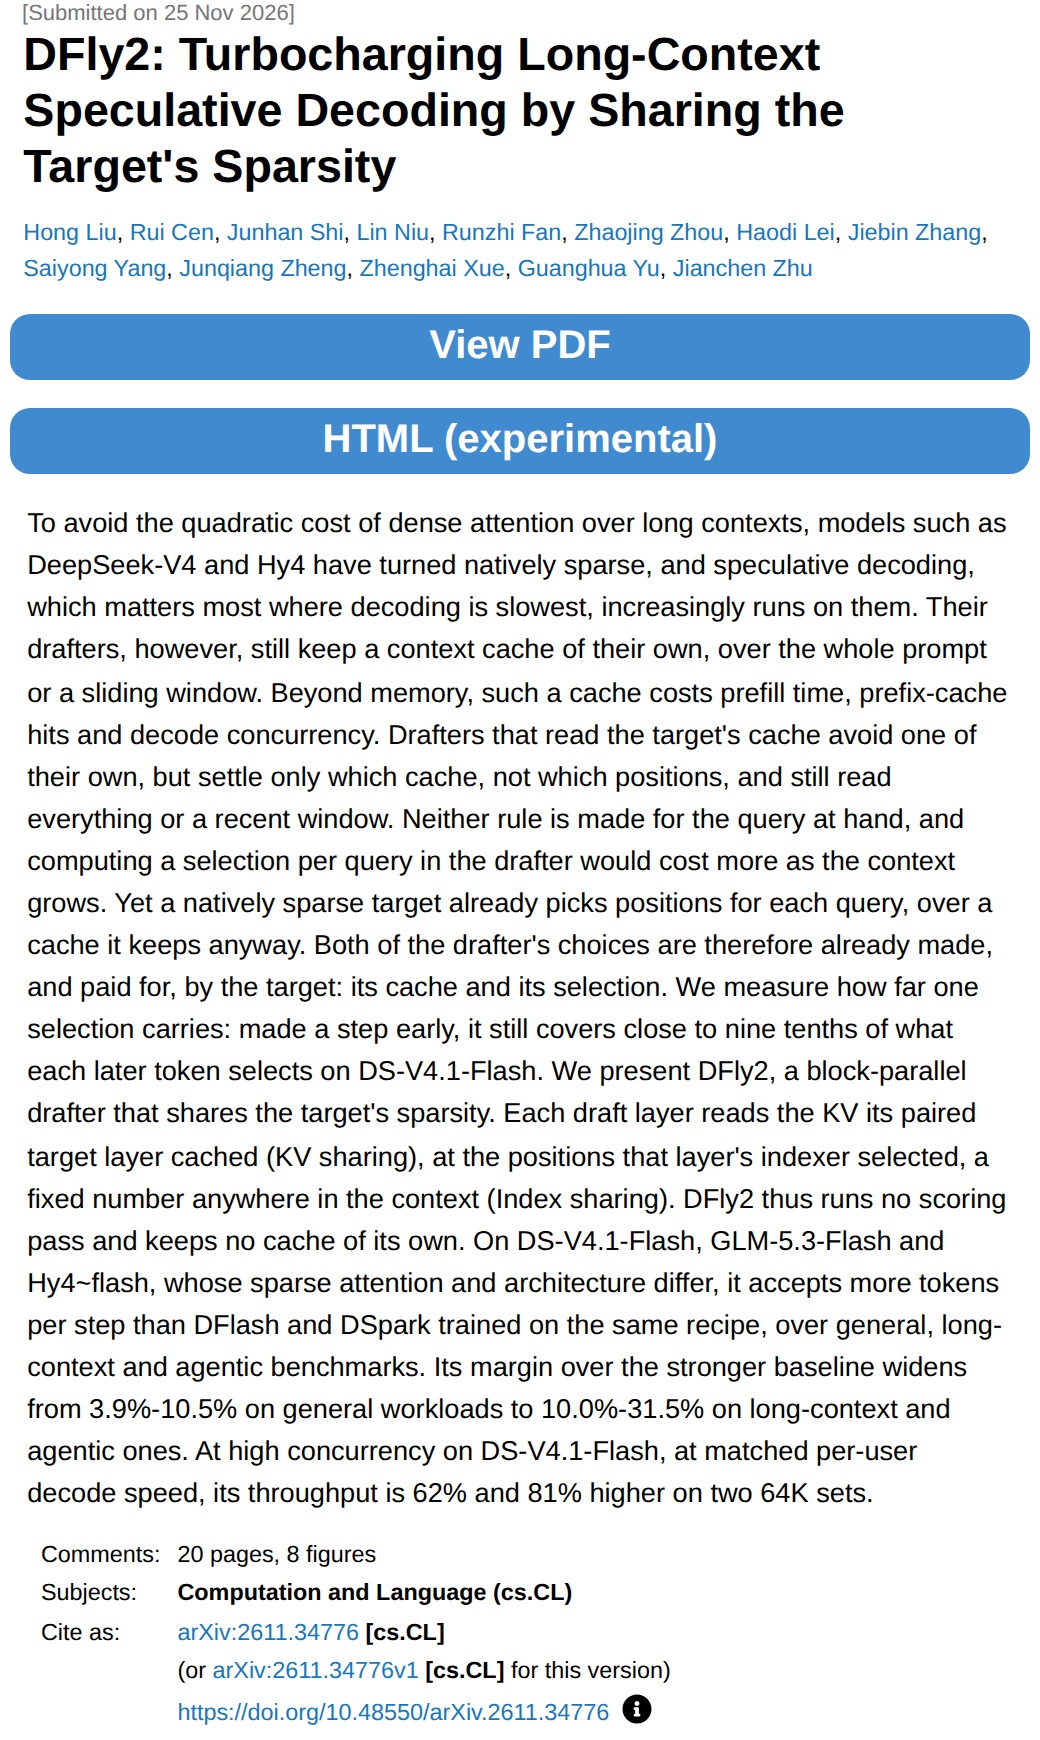 [Submitted on 25 Nov 2026]
DFly2: Turbocharging Long-Context
Speculative Decoding by Sharing the
Target's Sparsity
Hong Liu, Rui Cen, Junhan Shi, Lin Niu, Runzhi Fan, Zhaojing Zhou, Haodi Lei, Jiebin Zhang,
Saiyong Yang, Junqiang Zheng, Zhenghai Xue, Guanghua Yu, Jianchen Zhu
View PDF
HTML (experimental)
To avoid the quadratic cost of dense attention over long contexts, models such as
DeepSeek-V4 and Hy4 have turned natively sparse, and speculative decoding,
which matters most where decoding is slowest, increasingly runs on them. Their
drafters, however, still keep a context cache of their own, over the whole prompt
or a sliding window. Beyond memory, such a cache costs prefill time, prefix-cache
hits and decode concurrency. Drafters that read the target's cache avoid one of
their own, but settle only which cache, not which positions, and still read
everything or a recent window. Neither rule is made for the query at hand, and
computing a selection per query in the drafter would cost more as the context
grows. Yet a natively sparse target already picks positions for each query, over a
cache it keeps anyway. Both of the drafter's choices are therefore already made,
and paid for, by the target: its cache and its selection. We measure how far one
selection carries: made a step early, it still covers close to nine tenths of what
each later token selects on DS-V4.1-Flash. We present DFly2, a block-parallel
drafter that shares the target's sparsity. Each draft layer reads the KV its paired
target layer cached (KV sharing), at the positions that layer's indexer selected, a
fixed number anywhere in the context (Index sharing). DFly2 thus runs no scoring
pass and keeps no cache of its own. On DS-V4.1-Flash, GLM-5.3-Flash and
Hy4~flash, whose sparse attention and architecture differ, it accepts more tokens
per step than DFlash and DSpark trained on the same recipe, over general, long-
context and agentic benchmarks. Its margin over the stronger baseline widens
from 3.9%-10.5% on general workloads to 10.0%-31.5% on long-context and
agentic ones. At high concurrency on DS-V4.1-Flash, at matched per-user
decode speed, its throughput is 62% and 81% higher on two 64K sets.
Comments: 20 pages, 8 figures
Subjects: Computation and Language (cs.CL)
Cite as: arXiv:2611.34776 [cs.CL]
(or arXiv:2611.34776v1 [cs.CL] for this version)
https://doi.org/10.48550/arXiv.2611.34776